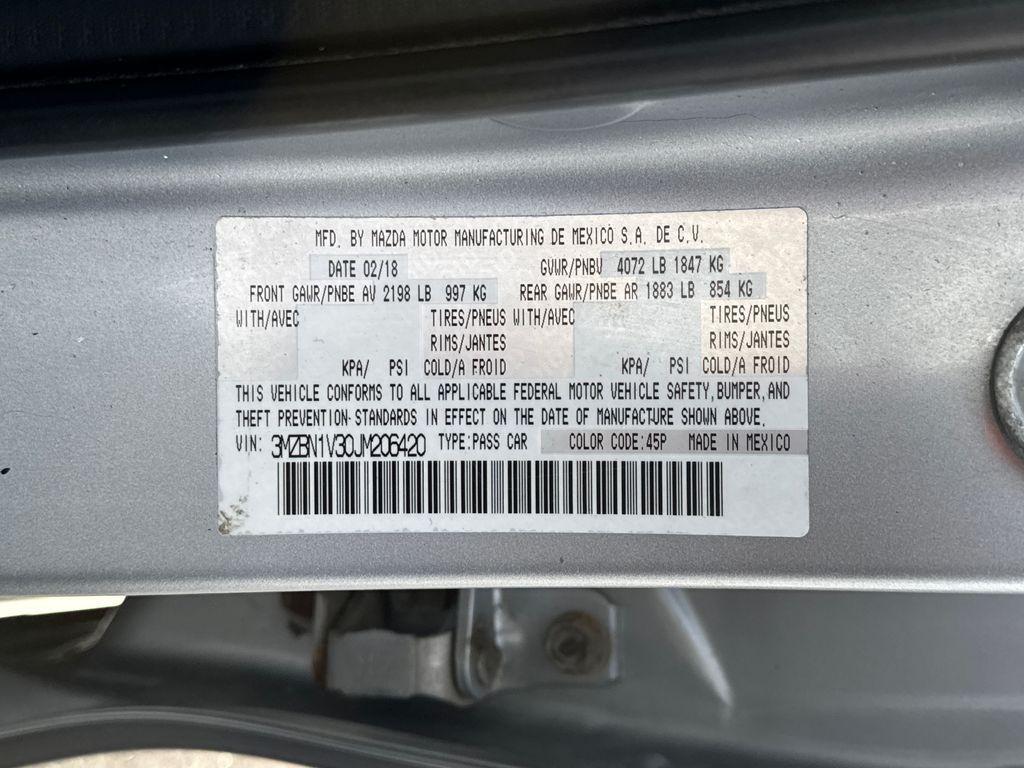 MFD. BY MAZDA MOTOR MANUFACTURING DE MEXICO S.A. DE C.V.
DATE 02/18 GVWR/PNBV 4072 LB 1847 KG
FRONT GAWR/PNBE AV 2198 LB 997 KG REAR GAWR/PNBE AR 1883 LB 854 KG
WITH/AVEC TIRES/PNEUS WITH/AVEC TIRES/PNEUS
RIMS/JANTES RIMS/JANTES
KPA/ PSI COLD/A FROID KPA/ PSI COLD/A FROID
THIS VEHICLE CONFORMS TO ALL APPLICABLE FEDERAL MOTOR VEHICLE SAFETY, BUMPER, AND
THEFT PREVENTION STANDARDS IN EFFECT ON THE DATE OF MANUFACTURE SHOWN ABOVE.
VIN: 3MZBN1V30JM206420 TYPE:PASS CAR COLOR CODE:45P MADE IN MEXICO